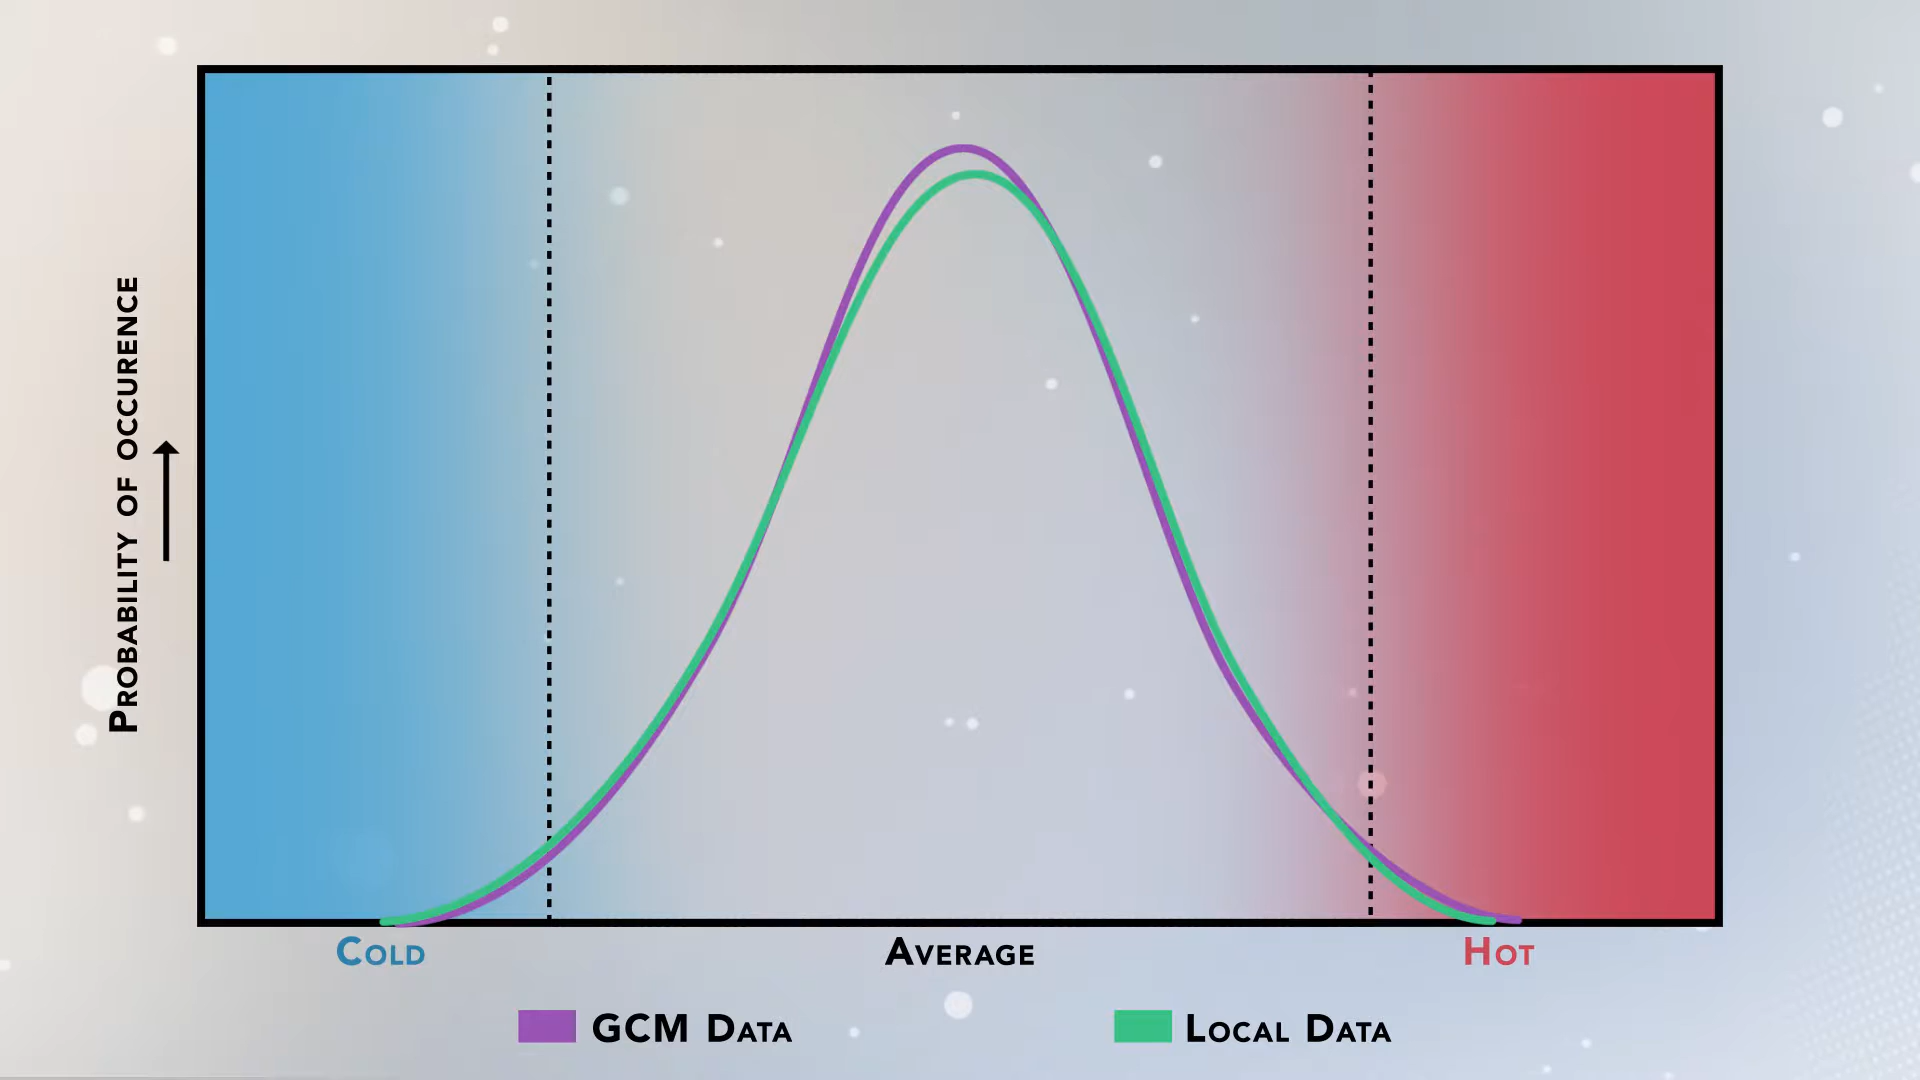 Probability of occurence
Cold
Average
Hot
GCM Data
Local Data